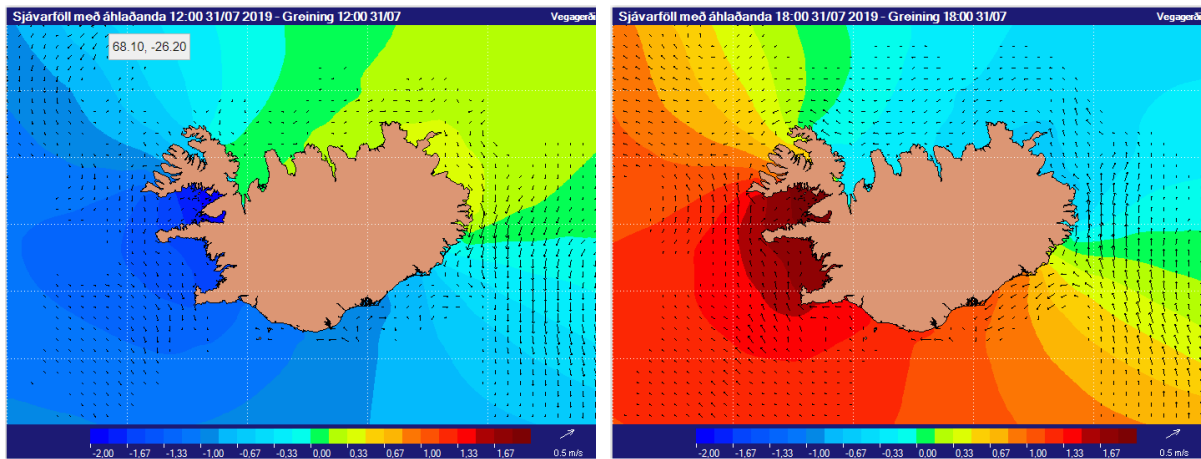 Sjávarföll með áhlaðanda 12:00 31/07 2019 - Greining 12:00 31/07 Vegagerði
68.10, -26.20
-2,00 -1,67 -1,33 -1,00 -0,67 -0,33 0,00 0,33 0,67 1,00 1,33 1,67 0.5 m/s
Sjávarföll með áhlaðanda 18:00 31/07 2019 - Greining 18:00 31/07 Vegagerði
-2,00 -1,67 -1,33 -1,00 -0,67 -0,33 0,00 0,33 0,67 1,00 1,33 1,67 0.5 m/s